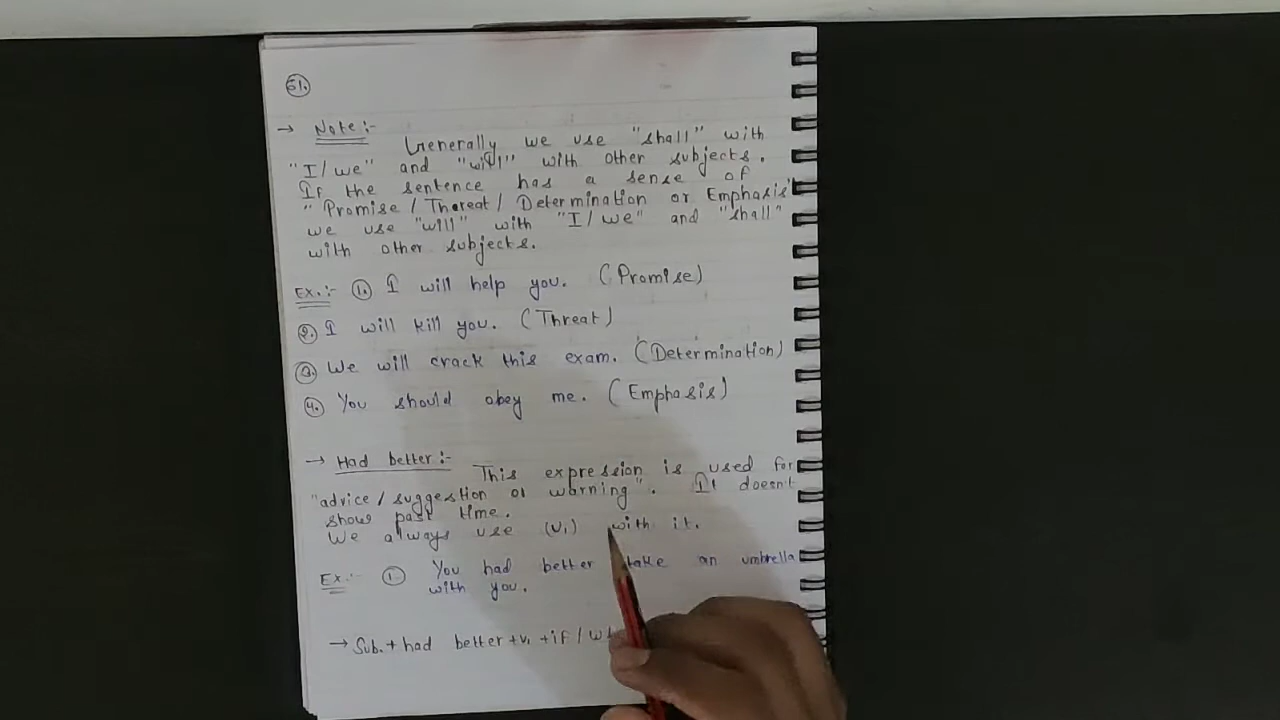 51.
→ Note:- Generally we use "shall" with
"I/we" and "will" with other subjects.
If the sentence has a sense of
"Promise / Thereat / Determination or Emphasis"
we use "will" with "I/we" and "shall"
with other subjects.
Ex.:- 1. I will help you. (Promise)
2. I will kill you. (Threat)
3. We will crack this exam. (Determination)
4. You should obey me. (Emphasis)
→ Had better:- This expression is used for
"advice / suggestion or warning". It doesn't
show past time.
We always use (V₁) with it.
Ex:- 1. You had better take an umbrella
with you.
→ Sub. + had better + V₁ + if /